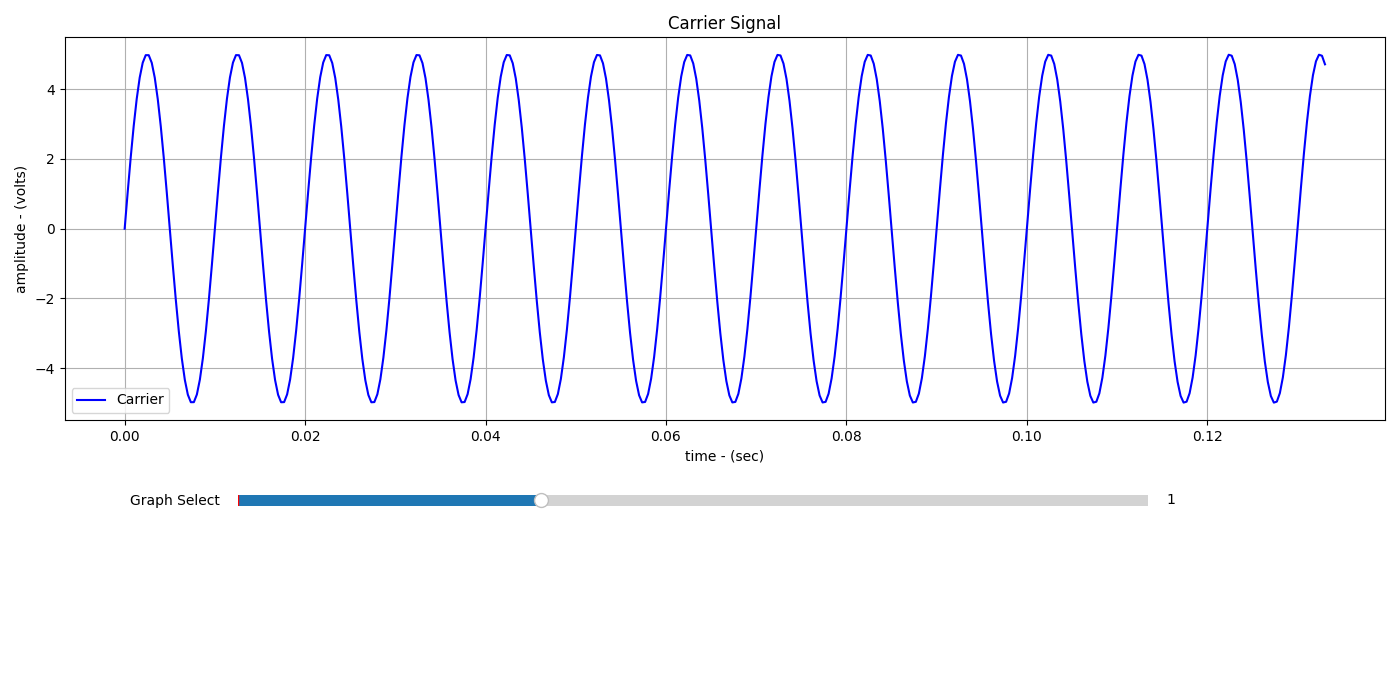 Carrier Signal
4
2
0
−2
−4
amplitude - (volts)
Carrier
0.00 0.02 0.04 0.06 0.08 0.10 0.12
time - (sec)
Graph Select 1